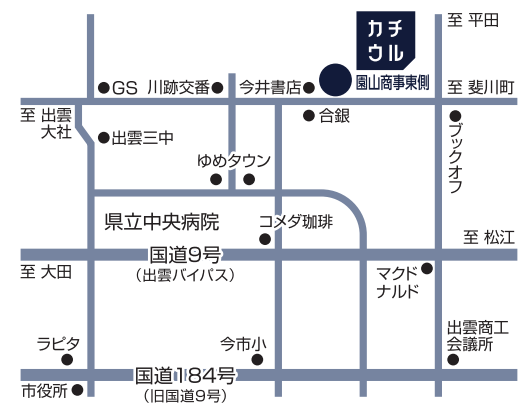 カチ
ウル
至 平田
GS
川跡交番
今井書店
園山商事東側
至 斐川町
至 出雲
大社
出雲三中
合銀
ブックオフ
ゆめタウン
県立中央病院
コメダ珈琲
至 松江
国道9号
(出雲バイパス)
至 大田
マクド
ナルド
ラピタ
今市小
出雲商工
会議所
国道184号
(旧国道9号)
市役所